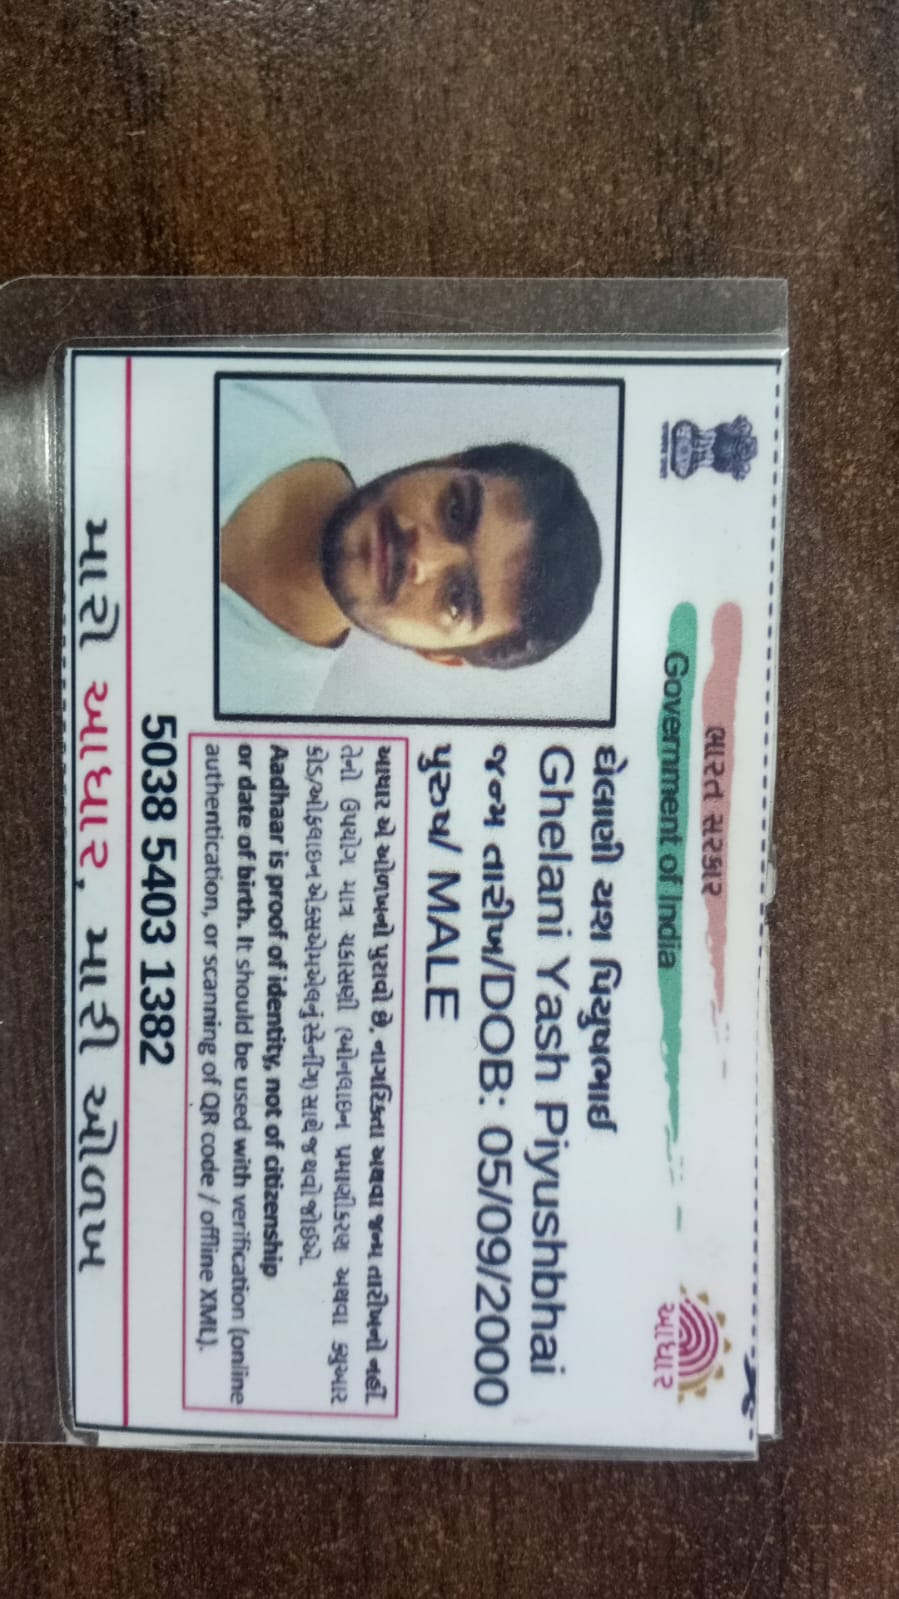 ભારત સરકાર
Government of India
આધાર
ઘેલાણી યશ પિયુષભાઇ
Ghelani Yash Piyushbhai
જન્મ તારીખ/DOB: 05/09/2000
પુરુષ/ MALE
આધાર એ ઓળખનો પુરાવો છે, નાગરિકતા અથવા જન્મ તારીખનો નહીં.
તેનો ઉપયોગ માત્ર ચકાસણી (ઓનલાઇન પ્રમાણીકરણ અથવા ક્યુઆર
કોડ/ઓફલાઇન એક્સએમએલનું સ્કેનીંગ) સાથે જ થવો જોઈએ.
Aadhaar is proof of identity, not of citizenship
or date of birth. It should be used with verification (online
authentication, or scanning of QR code / offline XML).
5038 5403 1382
મારો આધાર, મારી ઓળખ